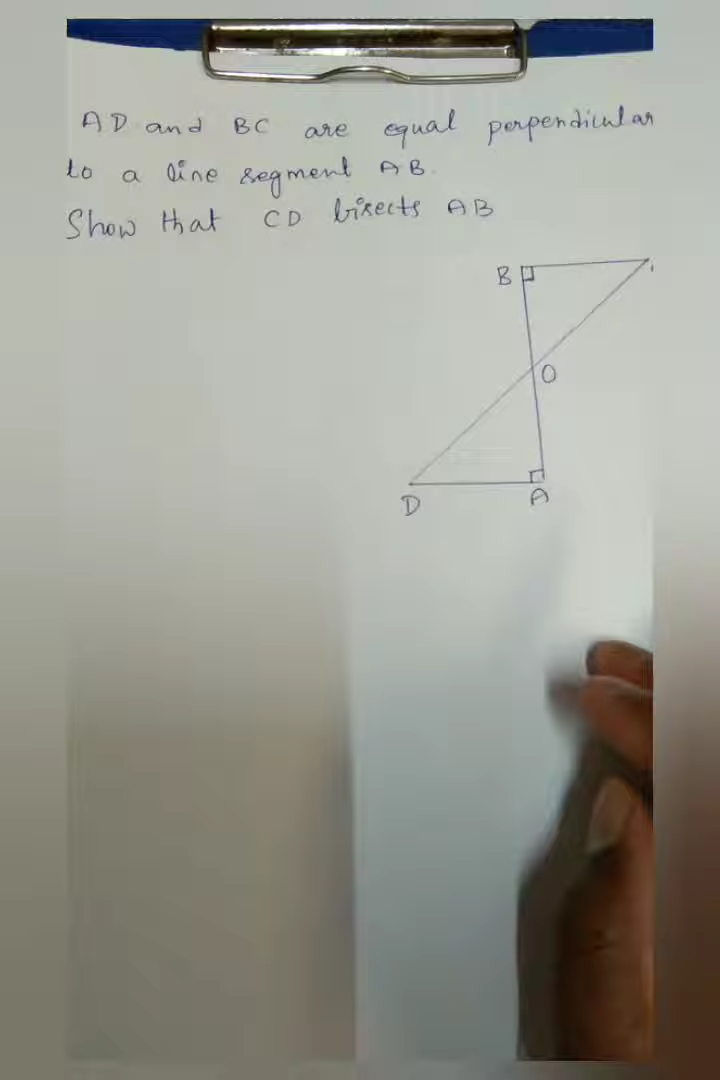 AD and BC are equal perpendicular
to a line segment AB.
Show that CD bisects AB
B
O
D A